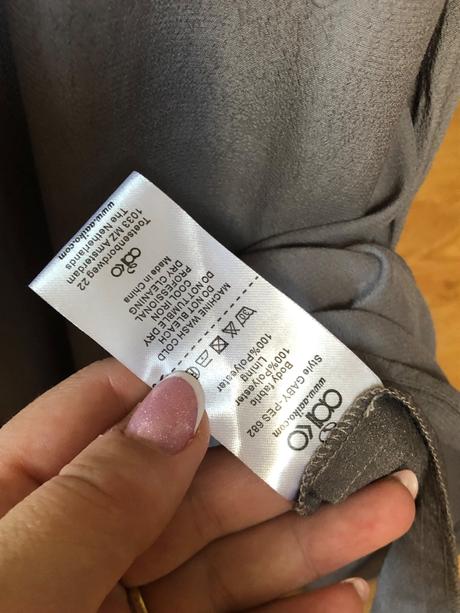 aaiko
www.aaiko.com
Style GABY-PES 682
Body fabric
100%Polyester
Lining
100%Polyester
MACHINE WASH COLD
DO NOT BLEACH
DO NOT TUMBLE DRY
COOL IRON
PROFESSIONAL
DRY CLEANING
Made in China
aaiko
Toetsenbordweg 22
1033 MZ Amsterdam
The Netherlands
www.aaiko.com